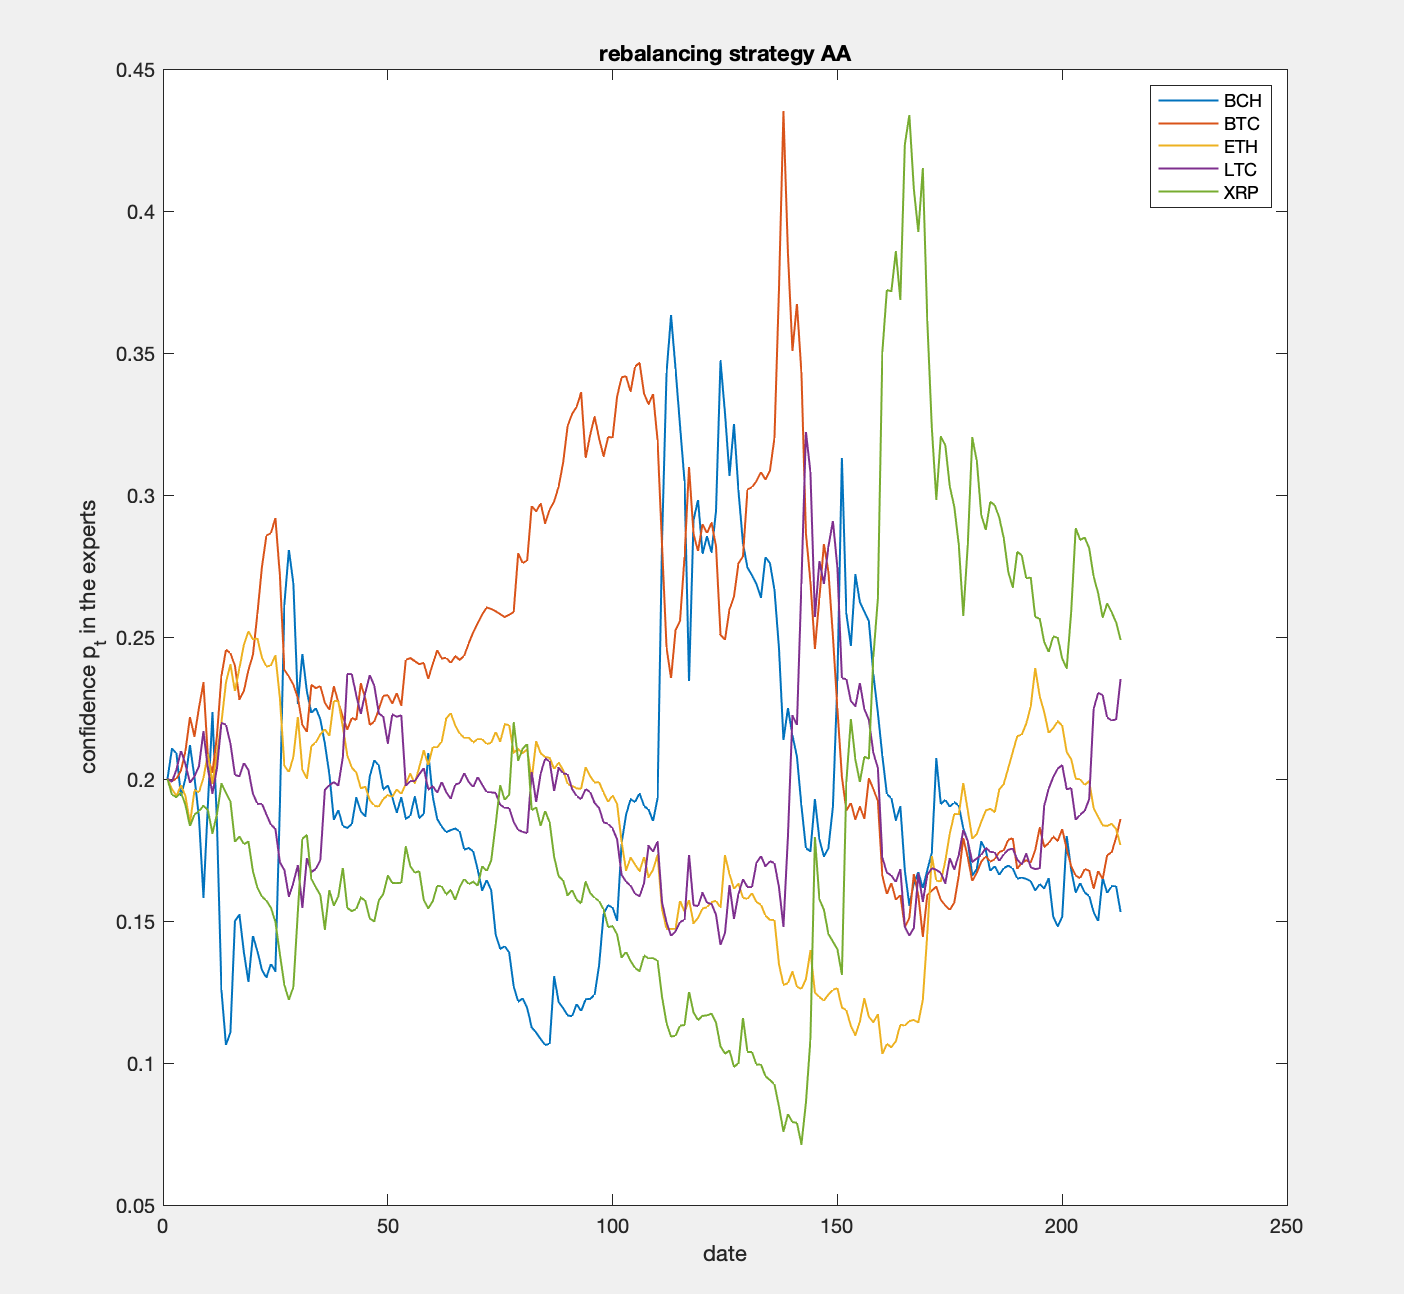 rebalancing strategy AA
BCH
BTC
ETH
LTC
XRP
0.45
0.4
0.35
0.3
0.25
0.2
0.15
0.1
0.05
confidence p_t in the experts
0 50 100 150 200 250
date